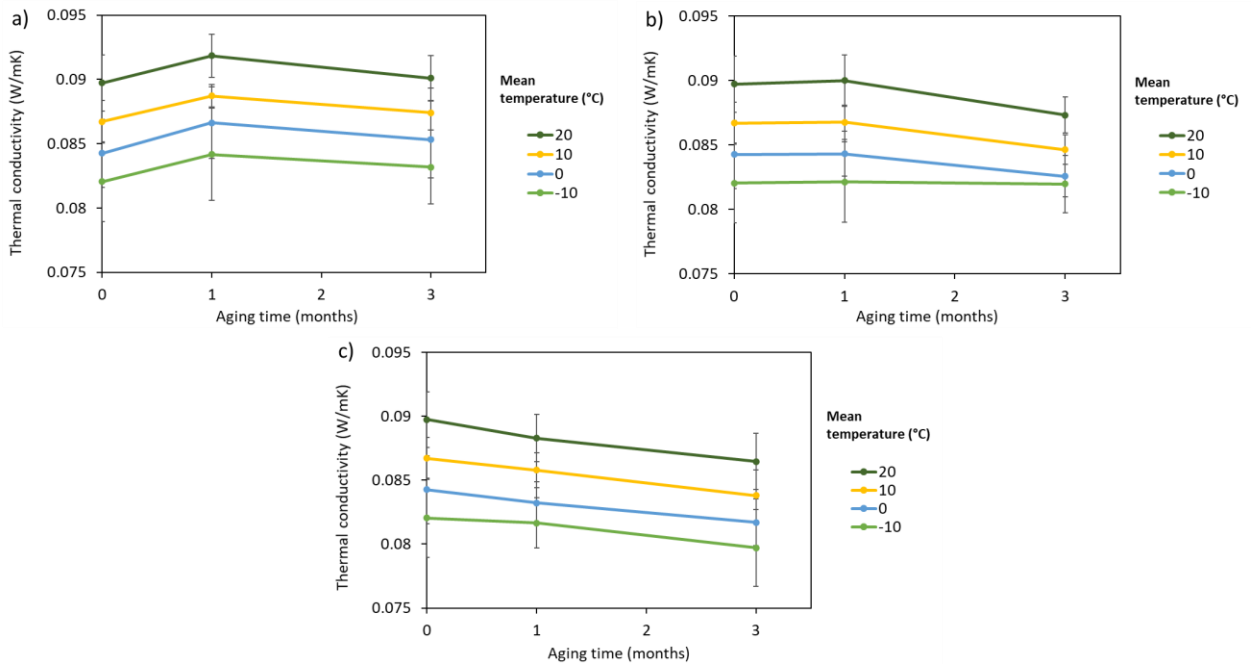 a)
0.095
0.09
0.085
0.08
0.075
Thermal conductivity (W/mK)
0
1
2
3
Aging time (months)
Mean
temperature (°C)
20
10
0
-10
b)
0.095
0.09
0.085
0.08
0.075
Thermal conductivity (W/mK)
0
1
2
3
Aging time (months)
Mean
temperature (°C)
20
10
0
-10
c)
0.095
0.09
0.085
0.08
0.075
Thermal conductivity (W/mK)
0
1
2
3
Aging time (months)
Mean
temperature (°C)
20
10
0
-10